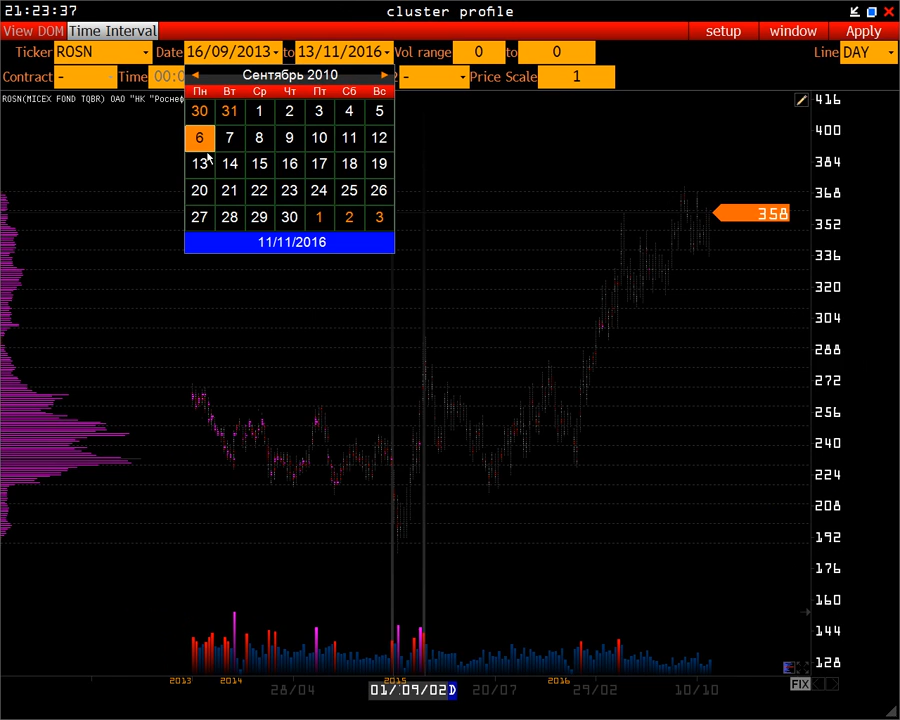 21:23:37 cluster profile
View DOM Time Interval setup window Apply
Ticker ROSN Date 16/09/2013 to 13/11/2016 Vol range 0 to 0 Line DAY
Contract - Time 00:0 - Price Scale 1
Сентябрь 2010
Пн Вт Ср Чт Пт Сб Вс
30 31 1 2 3 4 5
6 7 8 9 10 11 12
13 14 15 16 17 18 19
20 21 22 23 24 25 26
27 28 29 30 1 2 3
11/11/2016
ROSN(MICEX FOND TQBR) ОАО "НК "Роснеф
416
400
384
368
358
352
336
320
304
288
272
256
240
224
208
192
176
160
144
128
2013 2014 2015 2016
28/04 01/ 09/02 D 20/07 29/02 10/10
FIX